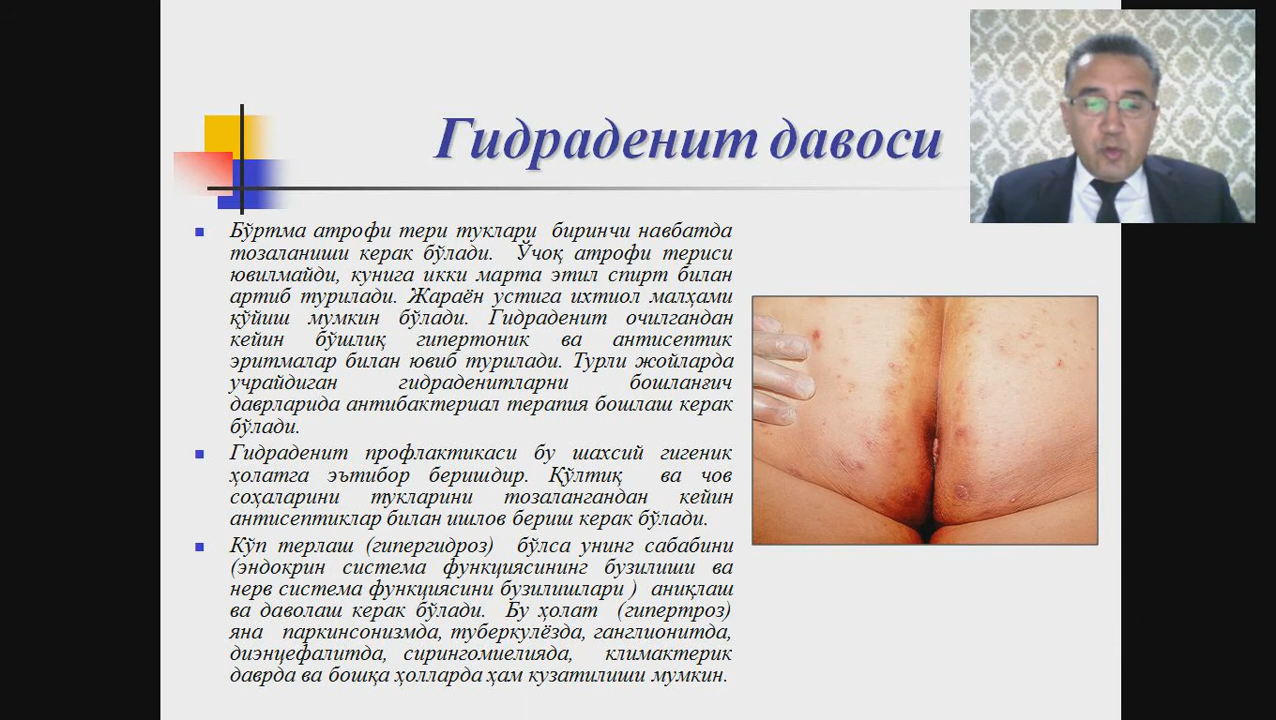 Гидраденит давоси
Бўртма атрофи тери туклари биринчи навбатда
тозаланиши керак бўлади. Ўчоқ атрофи териси
ювилмайди, кунига икки марта этил спирт билан
артиб турилади. Жараён устига ихтиол малҳами
қўйиш мумкин бўлади. Гидраденит очилгандан
кейин бўшлиқ гипертоник ва антисептик
эритмалар билан ювиб турилади. Турли жойларда
учрайдиган гидраденитларни бошланғич
даврларида антибактериал терапия бошлаш керак
бўлади.
Гидраденит профлактикаси бу шахсий гигеник
ҳолатга эътибор беришдир. Қўлтиқ ва чов
соҳаларини тукларини тозалангандан кейин
антисептиклар билан ишлов бериш керак бўлади.
Кўп терлаш (гипергидроз) бўлса унинг сабабини
(эндокрин система функциясининг бузилиши ва
нерв система функциясини бузилишлари ) аниқлаш
ва даволаш керак бўлади. Бу ҳолат (гипертроз)
яна паркинсонизмда, туберкулёзда, ганглионитда,
диэнцефалитда, сирингомиелияда, климактерик
даврда ва бошқа ҳолларда ҳам кузатилиши мумкин.